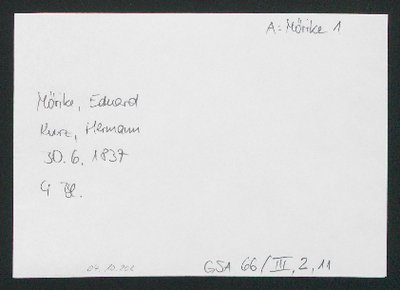 A: Mörike 1
Mörike, Eduard
Kurz, Hermann
30. 6. 1837
4 Bl.
GSA 66/III, 2, 11